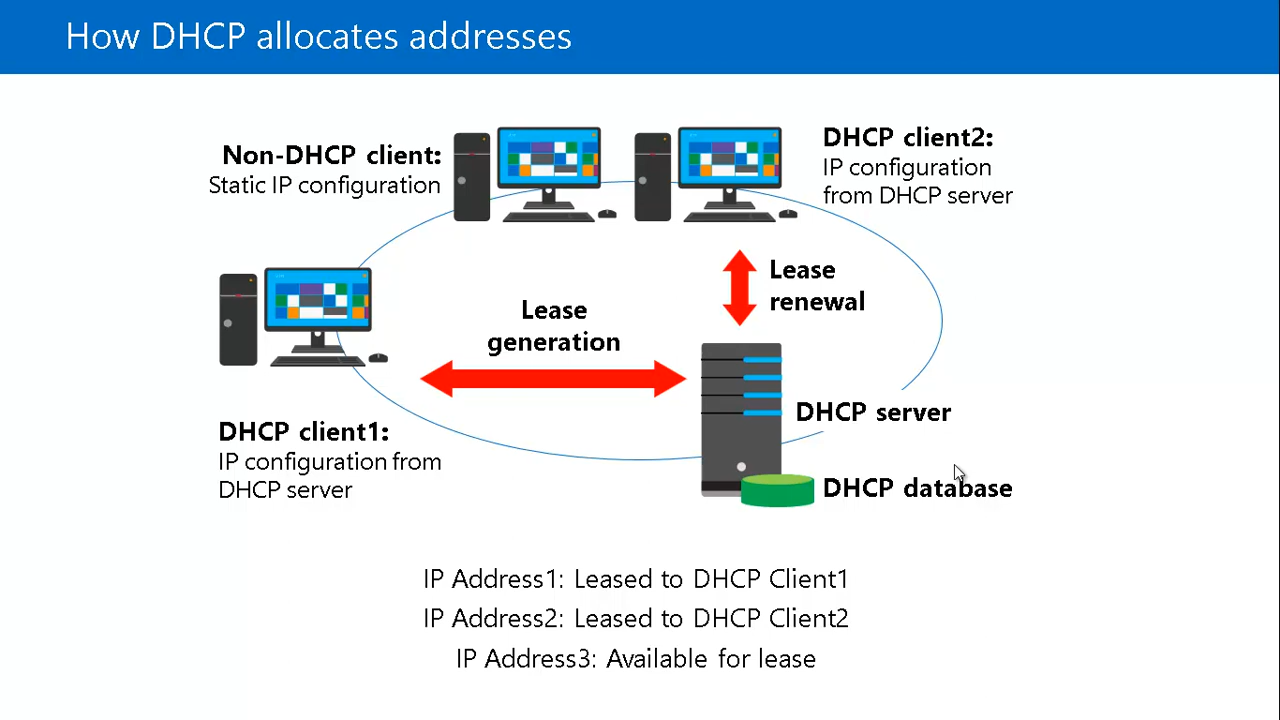 How DHCP allocates addresses
Non-DHCP client:
Static IP configuration
DHCP client2:
IP configuration
from DHCP server
Lease
renewal
Lease
generation
DHCP server
DHCP client1:
IP configuration from
DHCP server
DHCP database
IP Address1: Leased to DHCP Client1
IP Address2: Leased to DHCP Client2
IP Address3: Available for lease